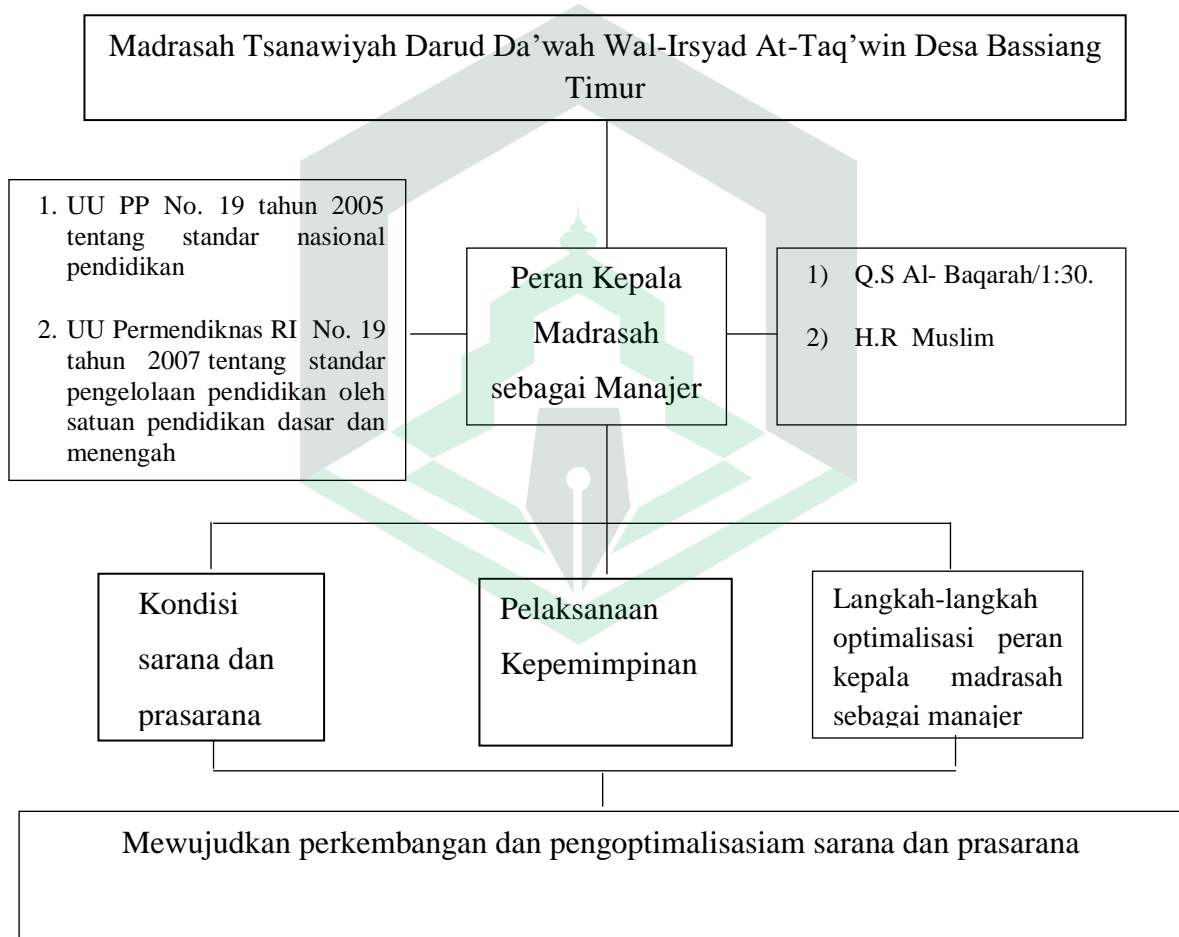 Madrasah Tsanawiyah Darud Da’wah Wal-Irsyad At-Taq’win Desa Bassiang
Timur
1. UU PP No. 19 tahun 2005
tentang standar nasional
pendidikan
2. UU Permendiknas RI No. 19
tahun 2007 tentang standar
pengelolaan pendidikan oleh
satuan pendidikan dasar dan
menengah
Peran Kepala
Madrasah
sebagai Manajer
1) Q.S Al- Baqarah/1:30.
2) H.R Muslim
Kondisi
sarana dan
prasarana
Pelaksanaan
Kepemimpinan
Langkah-langkah
optimalisasi peran
kepala madrasah
sebagai manajer
Mewujudkan perkembangan dan pengoptimalisasiam sarana dan prasarana